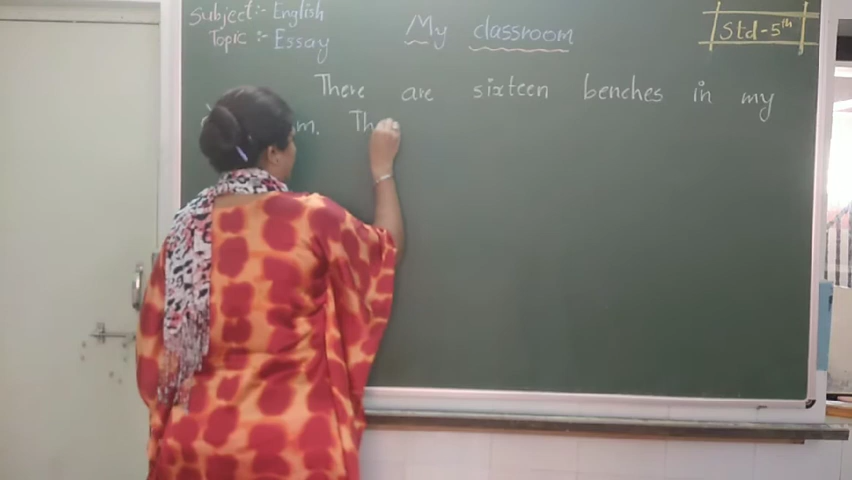 Subject:- English
Topic :- Essay
My classroom
Std-5th
There are sixteen benches in my